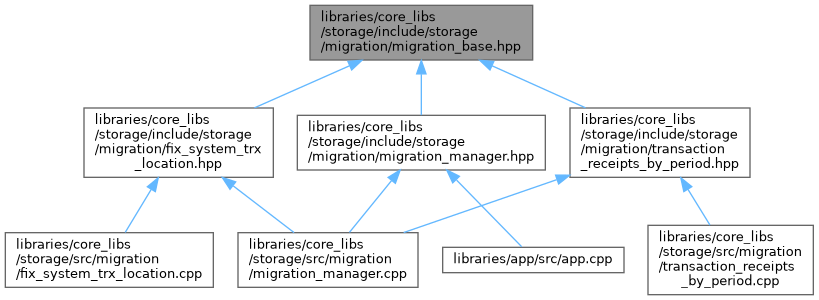 libraries/core_libs
/storage/include/storage
/migration/migration_base.hpp
libraries/core_libs
/storage/include/storage
/migration/fix_system_trx
_location.hpp
libraries/core_libs
/storage/include/storage
/migration/migration_manager.hpp
libraries/core_libs
/storage/include/storage
/migration/transaction
_receipts_by_period.hpp
libraries/core_libs
/storage/src/migration
/fix_system_trx_location.cpp
libraries/core_libs
/storage/src/migration
/migration_manager.cpp
libraries/app/src/app.cpp
libraries/core_libs
/storage/src/migration
/transaction_receipts
_by_period.cpp